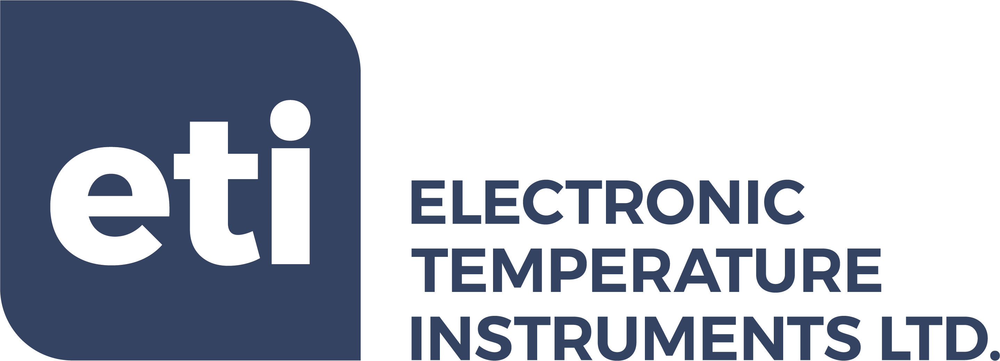 eti
ELECTRONIC
TEMPERATURE
INSTRUMENTS LTD.